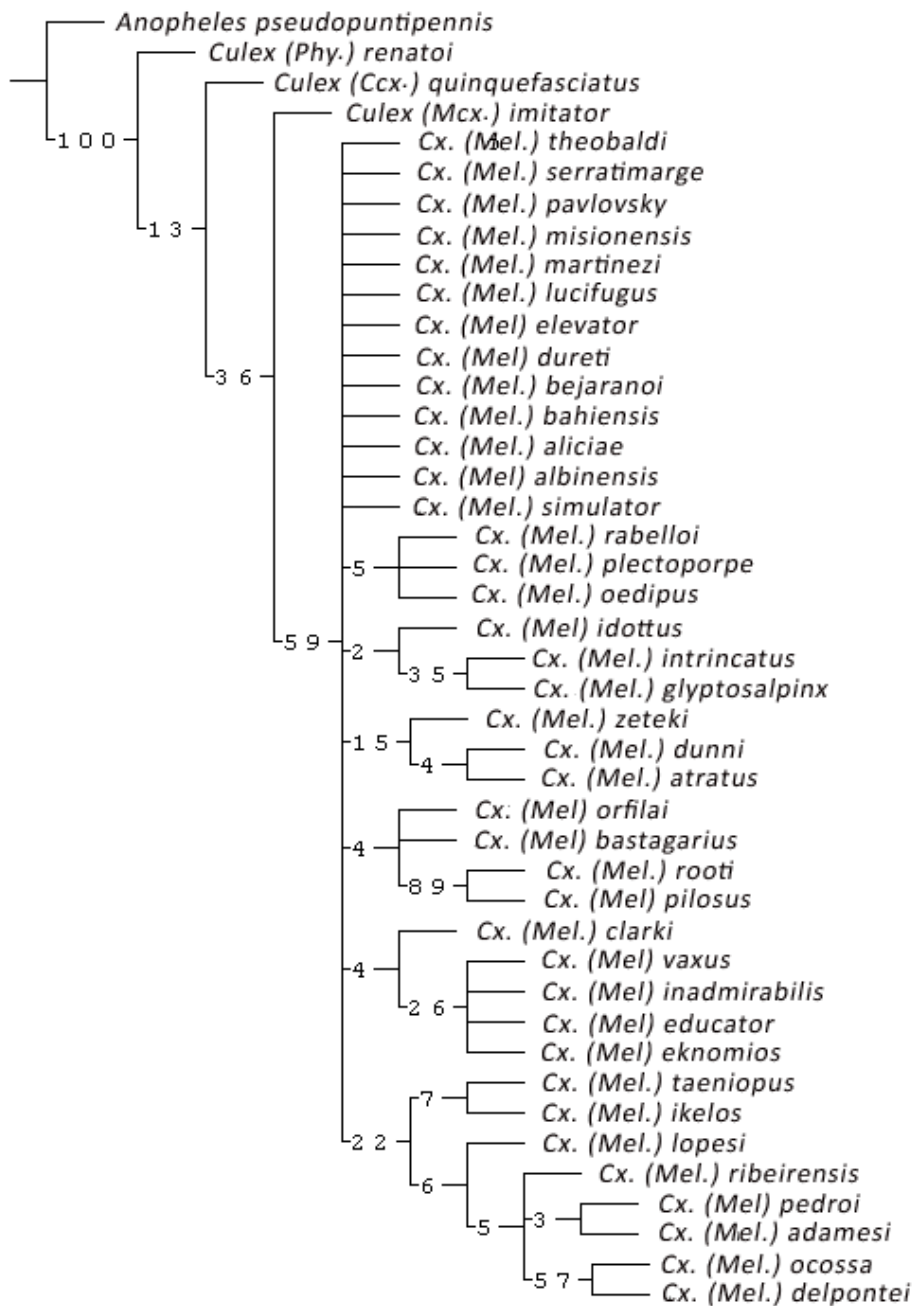 Anopheles pseudopuntipennis
Culex (Phy.) renatoi
Culex (Ccx.) quinquefasciatus
Culex (Mcx.) imitator
100
Cx. (Mel.) theobaldi
Cx. (Mel.) serratimarge
Cx. (Mel.) pavlovsky
13
Cx. (Mel.) misionensis
Cx. (Mel.) martinezi
Cx. (Mel.) lucifugus
Cx. (Mel) elevator
Cx. (Mel) dureti
36
Cx. (Mel.) bejaranoi
Cx. (Mel.) bahiensis
Cx. (Mel.) aliciae
Cx. (Mel) albinensis
Cx. (Mel.) simulator
Cx. (Mel.) rabelloi
5
Cx. (Mel.) plectoporpe
Cx. (Mel.) oedipus
Cx. (Mel) idottus
59
2
Cx. (Mel.) intrincatus
35
Cx. (Mel.) glyptosalpinx
Cx. (Mel.) zeteki
15
Cx. (Mel.) dunni
4
Cx. (Mel.) atratus
Cx. (Mel) orfilai
Cx. (Mel) bastagarius
4
Cx. (Mel.) rooti
89
Cx. (Mel) pilosus
Cx. (Mel.) clarki
Cx. (Mel) vaxus
4
Cx. (Mel) inadmirabilis
26
Cx. (Mel) educator
Cx. (Mel) eknomios
Cx. (Mel.) taeniopus
7
Cx. (Mel.) ikelos
22
Cx. (Mel.) lopesi
Cx. (Mel.) ribeirensis
6
Cx. (Mel) pedroi
3
5
Cx. (Mel.) adamesi
Cx. (Mel.) ocossa
57
Cx. (Mel.) delpontei